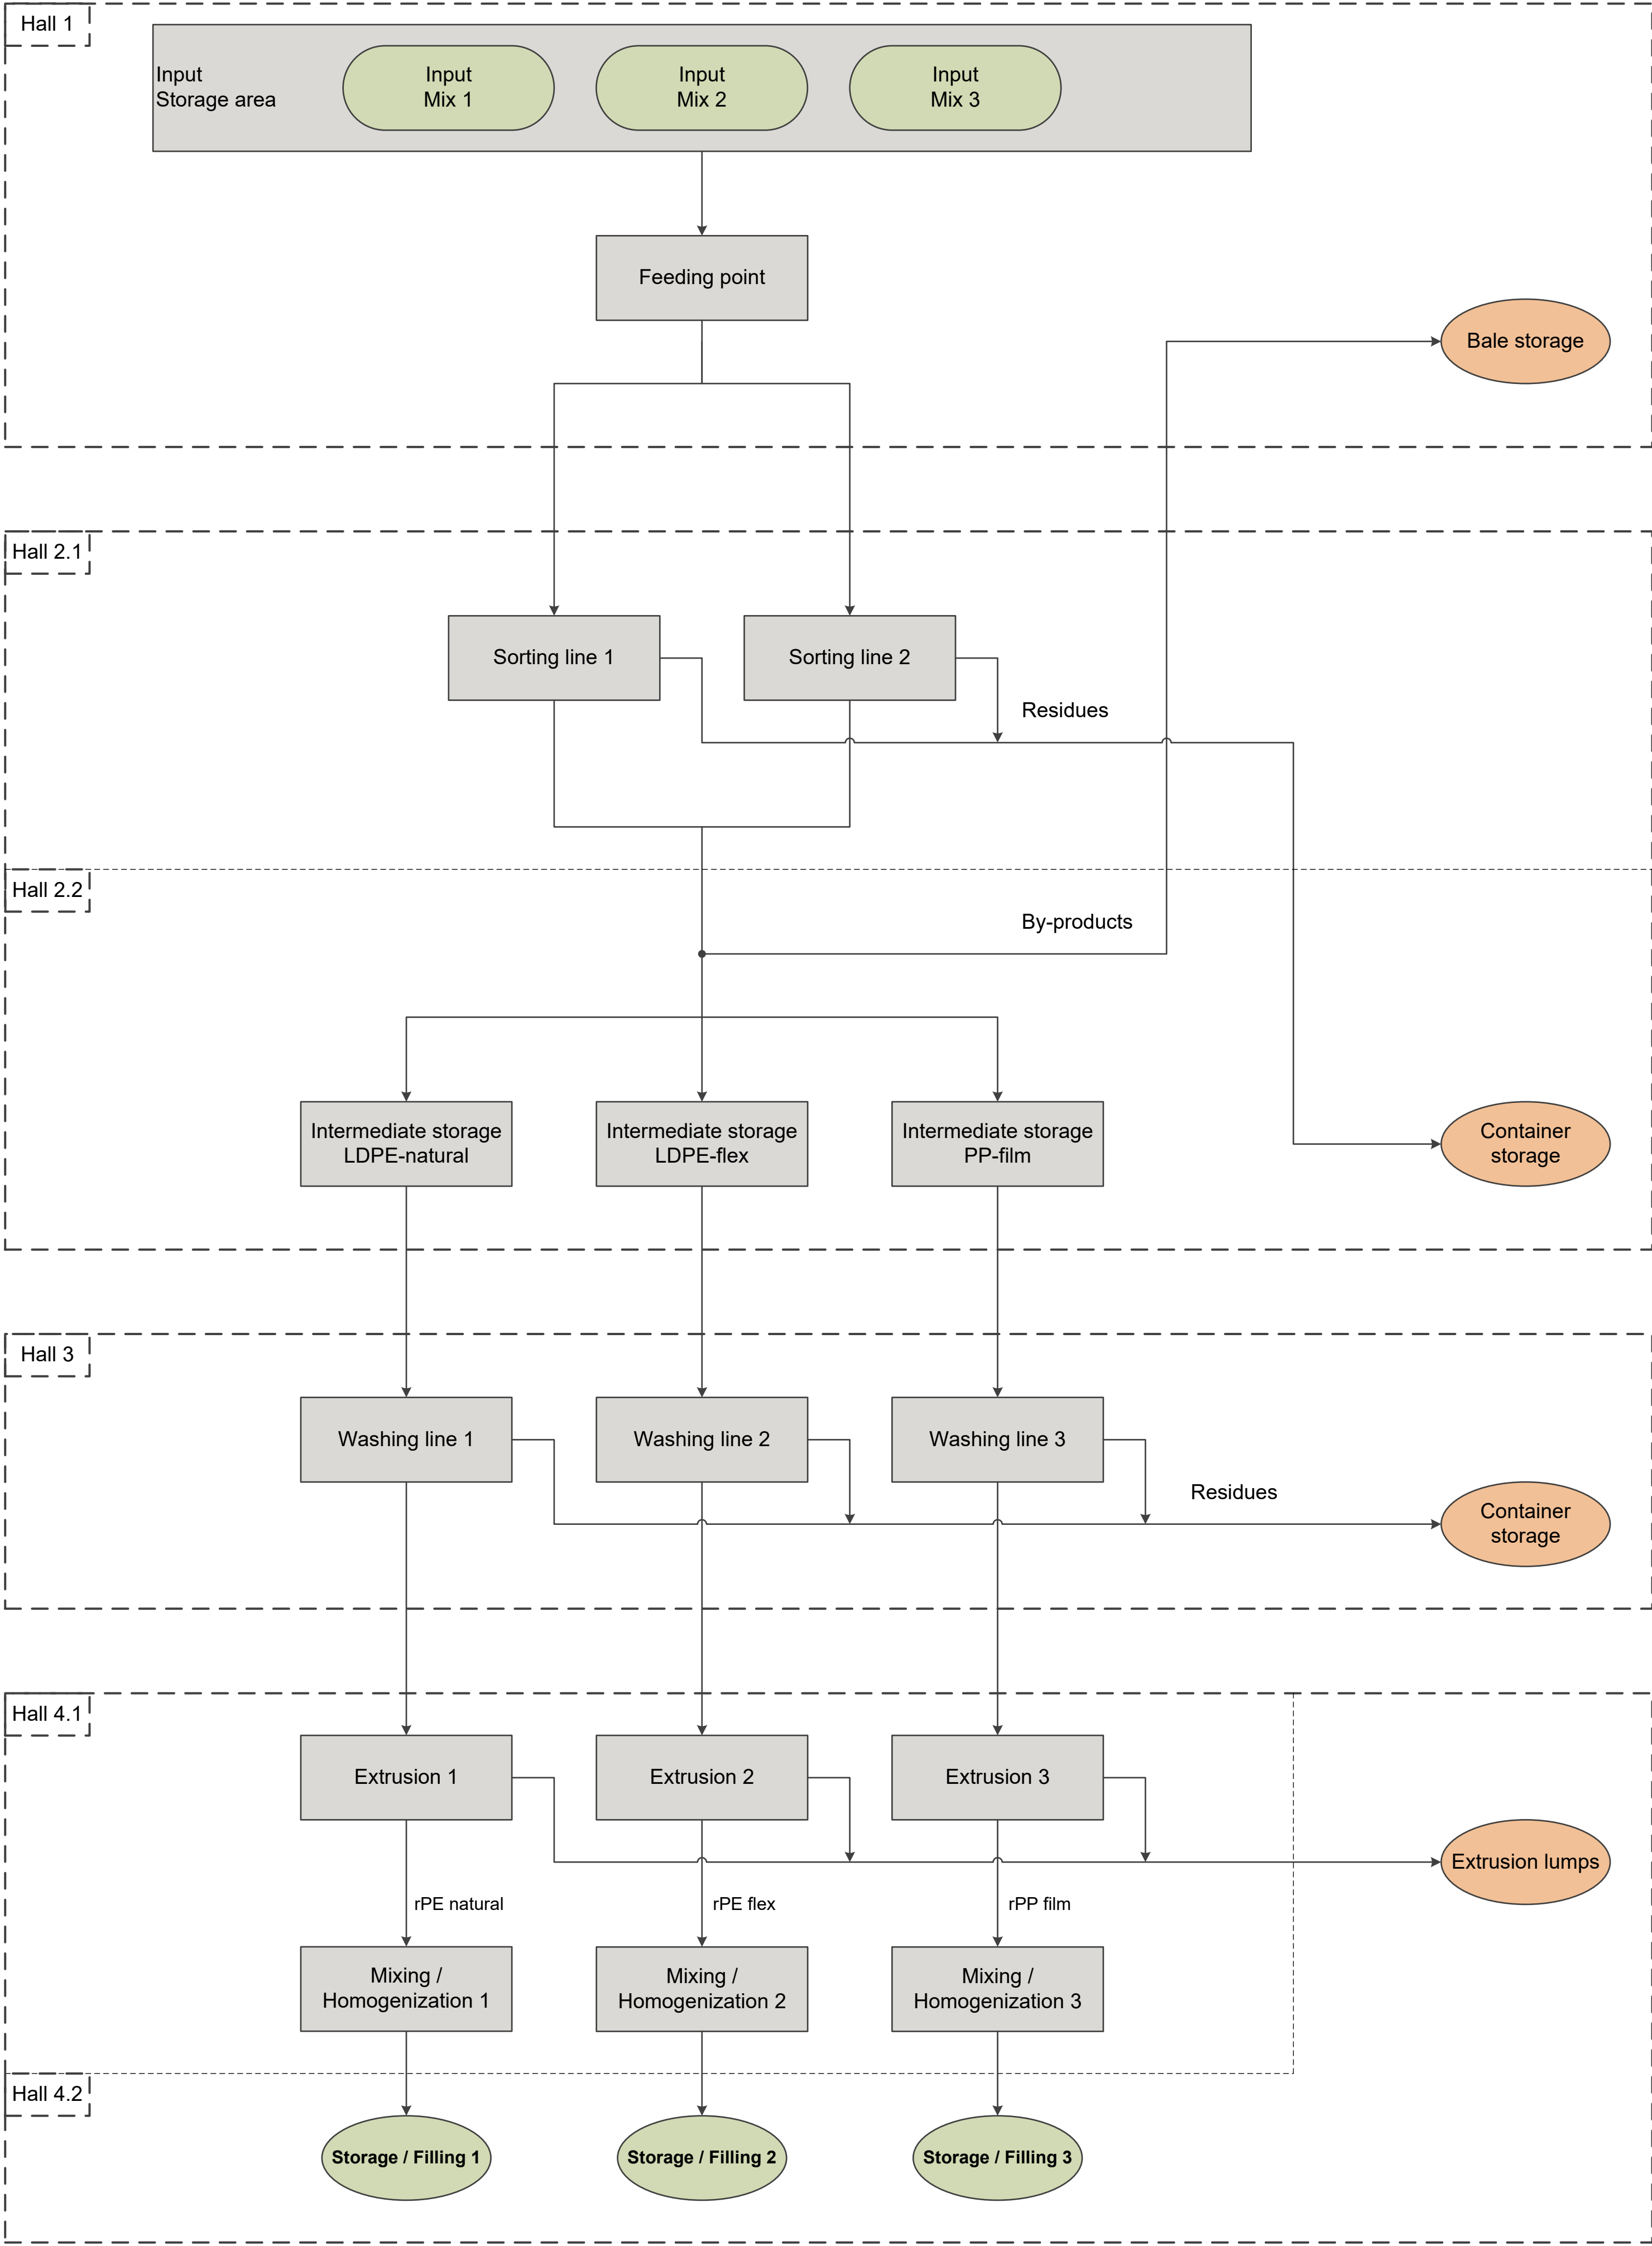 Hall 1
Input
Storage area
Input
Mix 1
Input
Mix 2
Input
Mix 3
Feeding point
Bale storage
Hall 2.1
Sorting line 1
Sorting line 2
Residues
Hall 2.2
By-products
Intermediate storage
LDPE-natural
Intermediate storage
LDPE-flex
Intermediate storage
PP-film
Container
storage
Hall 3
Washing line 1
Washing line 2
Washing line 3
Residues
Container
storage
Hall 4.1
Extrusion 1
Extrusion 2
Extrusion 3
Extrusion lumps
rPE natural
rPE flex
rPP film
Mixing /
Homogenization 1
Mixing /
Homogenization 2
Mixing /
Homogenization 3
Hall 4.2
Storage / Filling 1
Storage / Filling 2
Storage / Filling 3